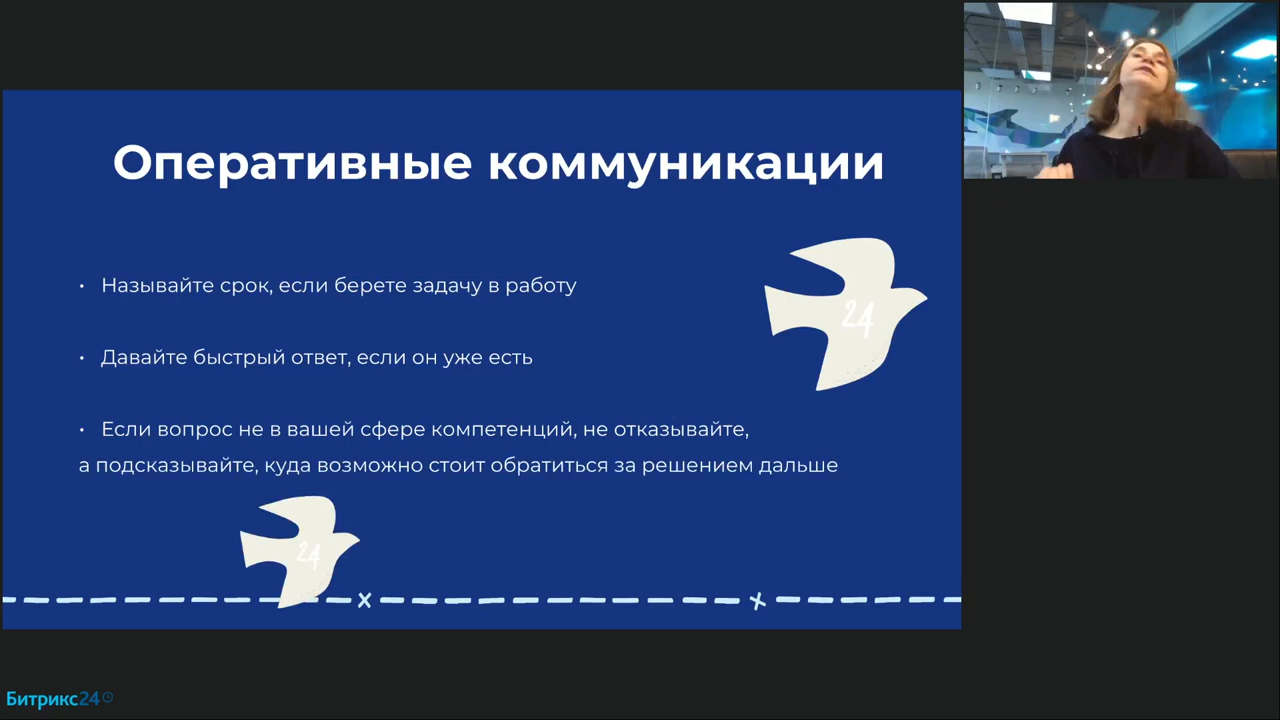 Оперативные коммуникации
• Называйте срок, если берете задачу в работу
24
• Давайте быстрый ответ, если он уже есть
• Если вопрос не в вашей сфере компетенций, не отказывайте,
а подсказывайте, куда возможно стоит обратиться за решением дальше
24
Битрикс24